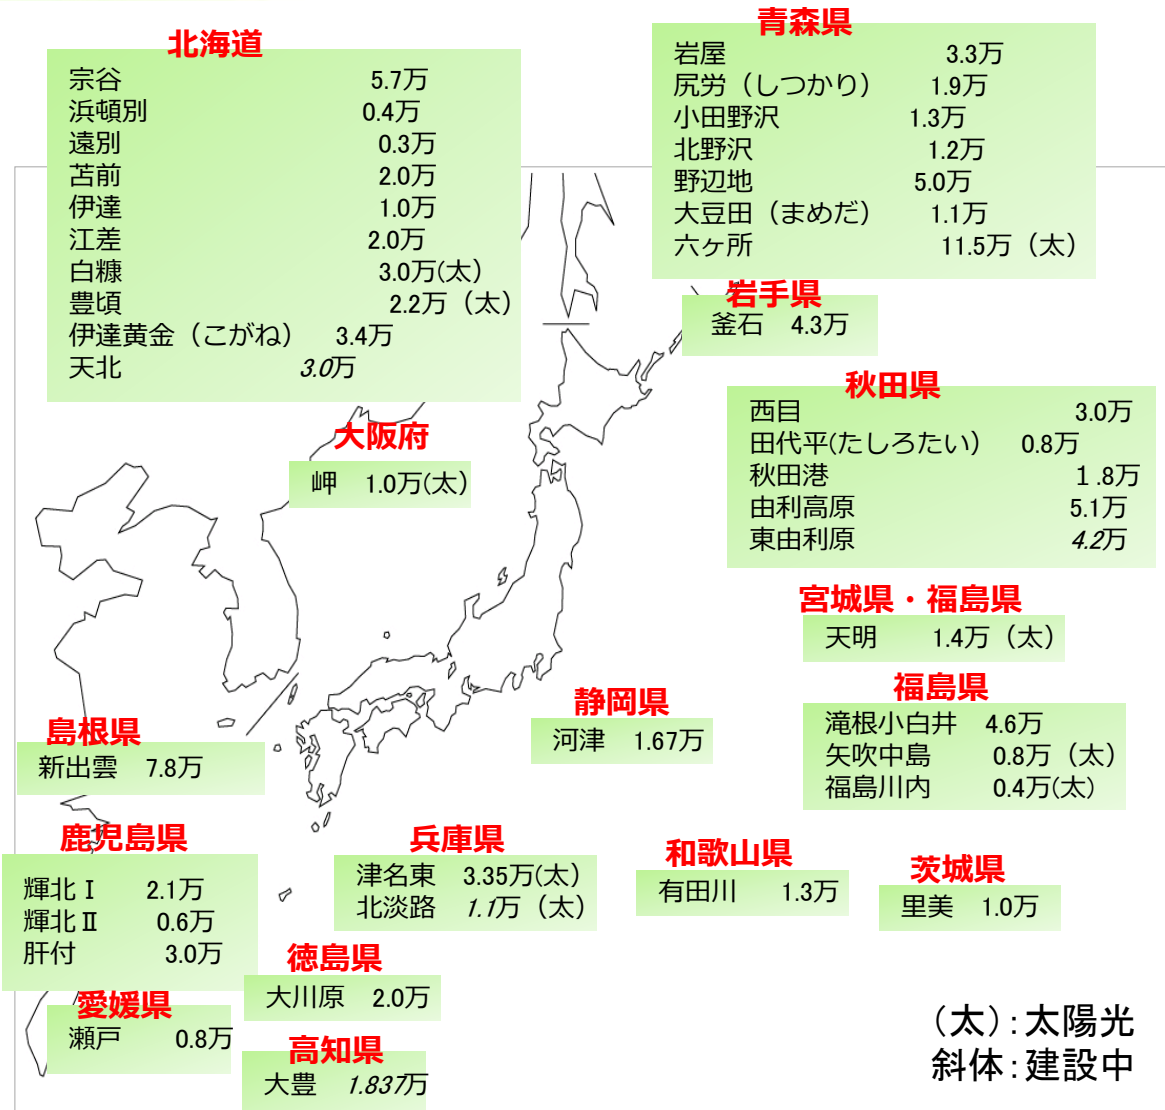 北海道
宗谷 5.7万
浜頓別 0.4万
遠別 0.3万
苫前 2.0万
伊達 1.0万
江差 2.0万
白糠 3.0万(太)
豊頃 2.2万（太）
伊達黄金（こがね） 3.4万
天北 3.0万
青森県
岩屋 3.3万
尻労（しつかり） 1.9万
小田野沢 1.3万
北野沢 1.2万
野辺地 5.0万
大豆田（まめだ） 1.1万
六ヶ所 11.5万（太）
岩手県
釜石 4.3万
大阪府
岬 1.0万(太)
秋田県
西目 3.0万
田代平(たしろたい） 0.8万
秋田港 １.8万
由利高原 5.1万
東由利原 4.2万
宮城県・福島県
天明 1.4万（太）
福島県
滝根小白井 4.6万
矢吹中島 0.8万（太）
福島川内 0.4万(太)
静岡県
河津 1.67万
島根県
新出雲 7.8万
鹿児島県
輝北Ⅰ 2.1万
輝北Ⅱ 0.6万
肝付 3.0万
兵庫県
津名東 3.35万(太)
北淡路 1.1万（太）
和歌山県
有田川 1.3万
茨城県
里美 1.0万
徳島県
大川原 2.0万
愛媛県
瀬戸 0.8万
高知県
大豊 1.837万
（太）：太陽光
斜体：建設中